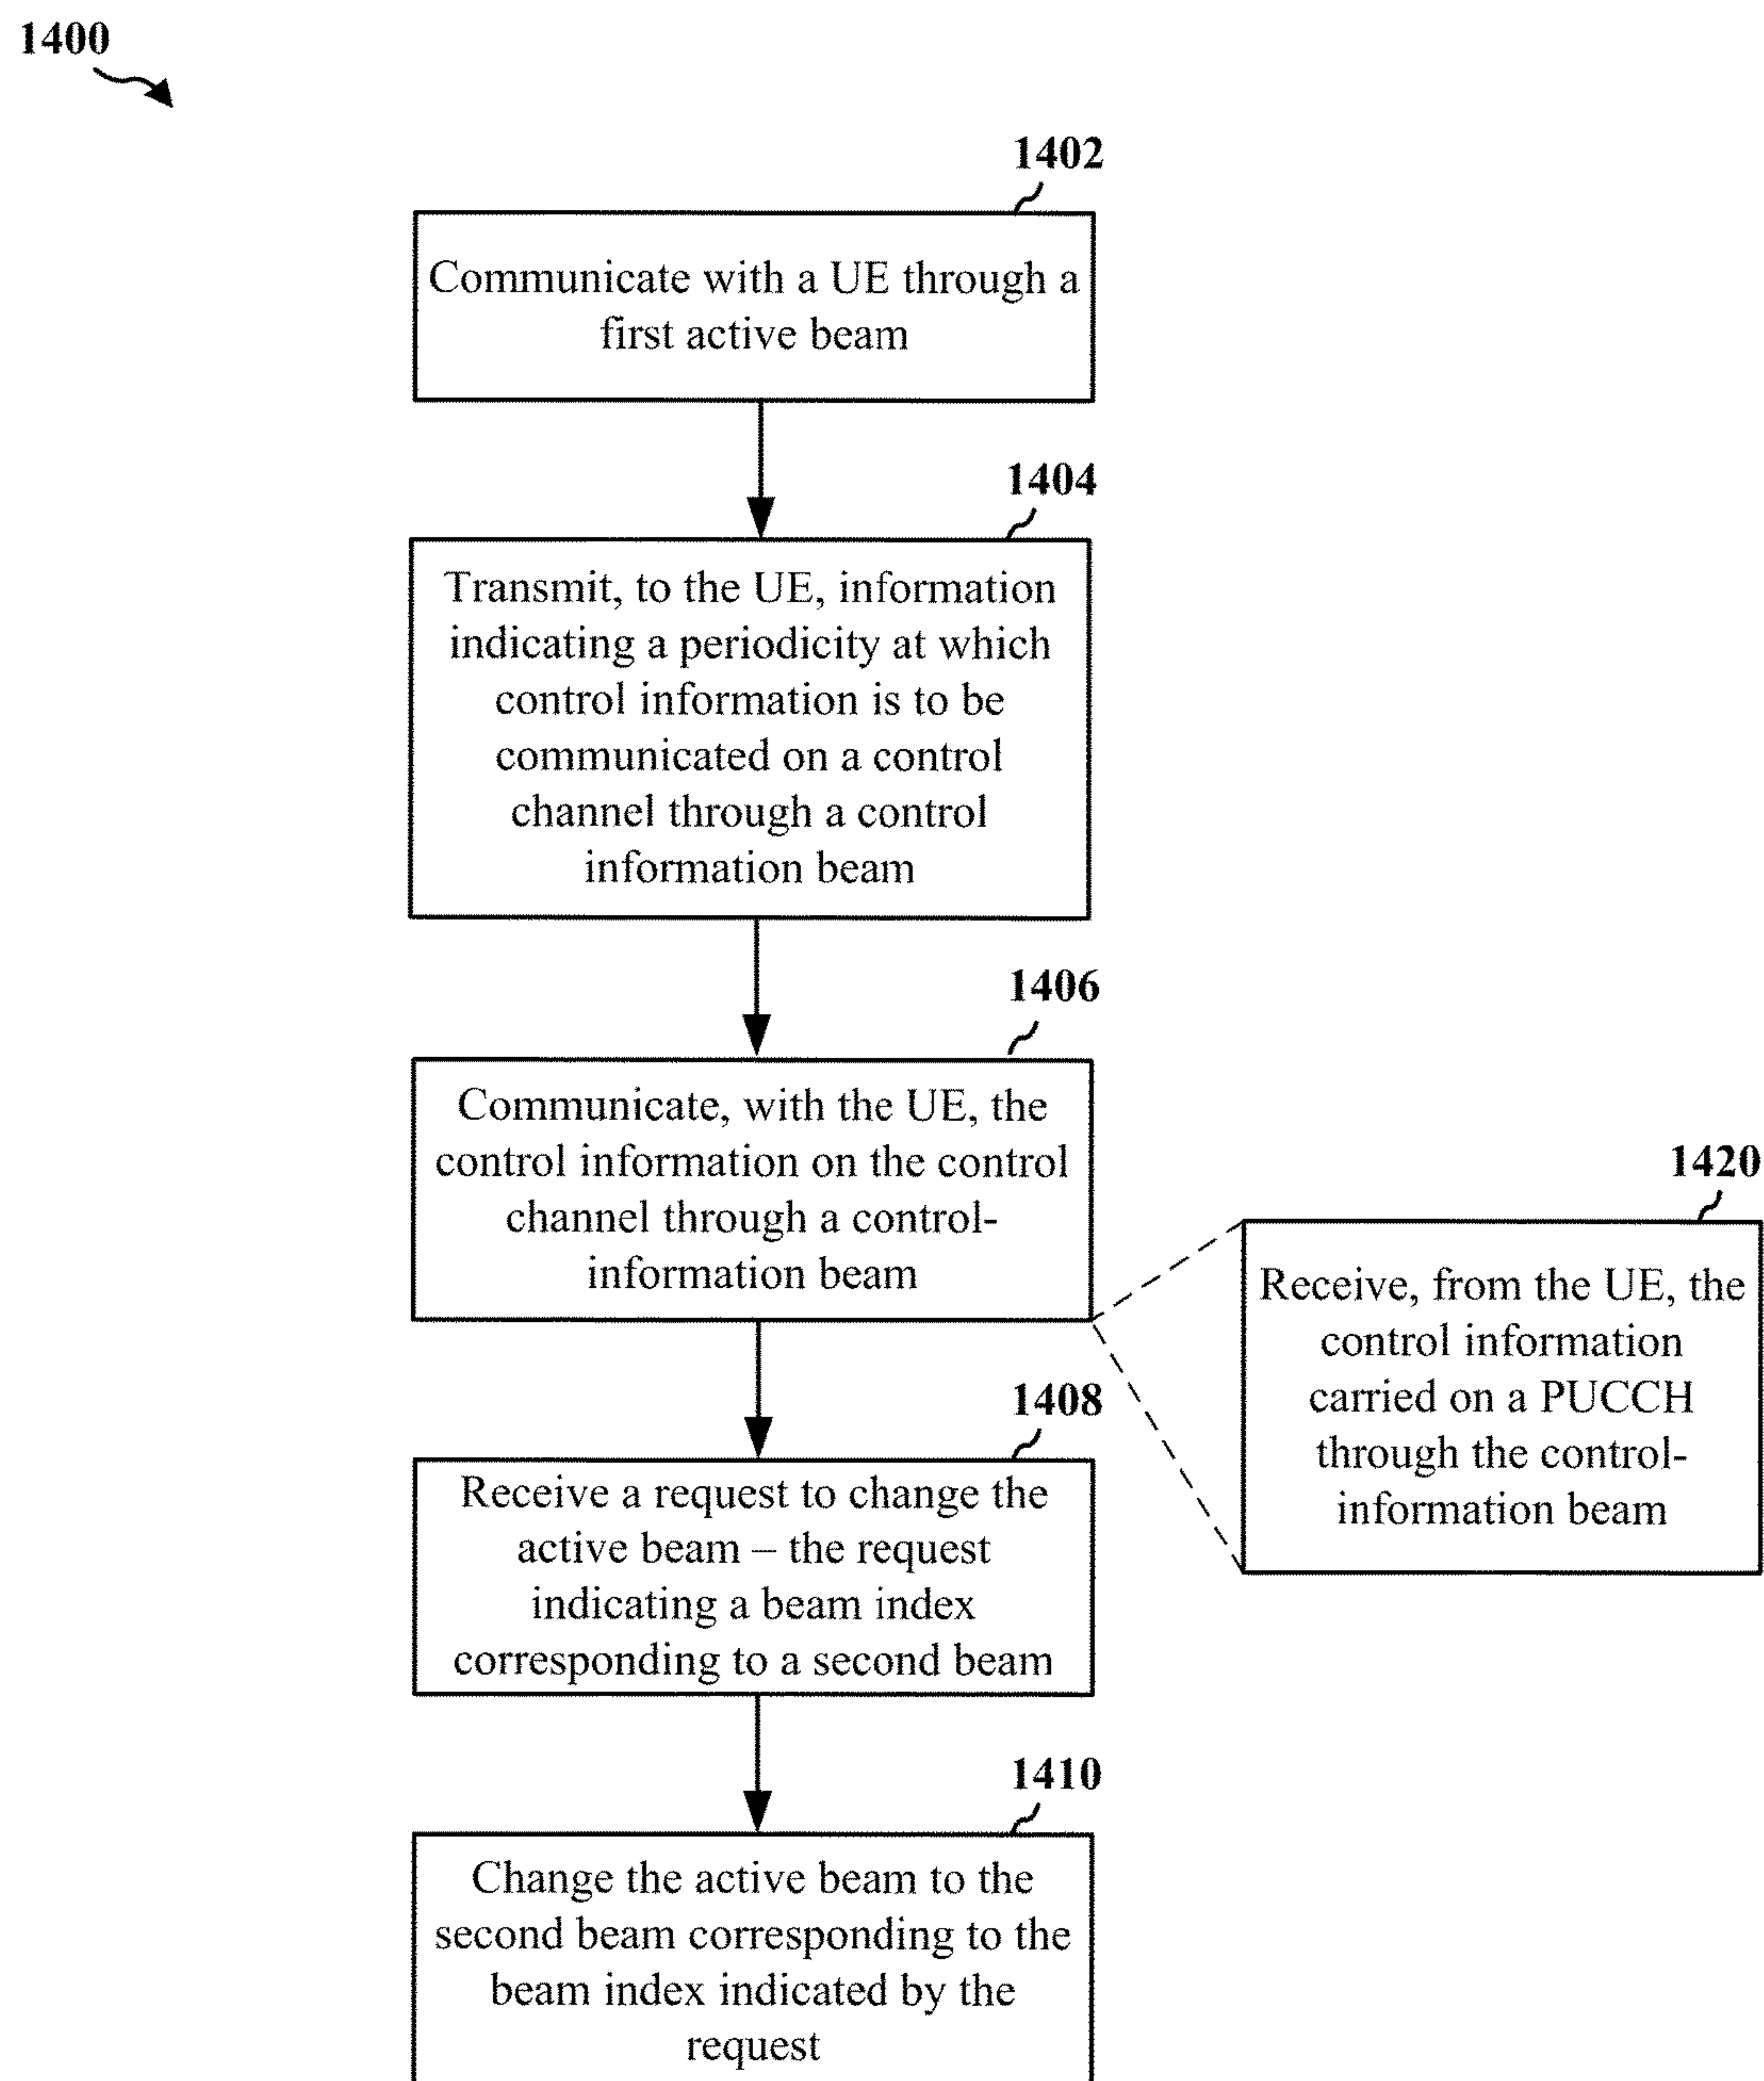 1400
1402
Communicate with a UE through a
first active beam
1404
Transmit, to the UE, information
indicating a periodicity at which
control information is to be
communicated on a control
channel through a control
information beam
1406
Communicate, with the UE, the
control information on the control
channel through a control-
information beam
1420
Receive, from the UE, the
control information
carried on a PUCCH
through the control-
information beam
1408
Receive a request to change the
active beam – the request
indicating a beam index
corresponding to a second beam
1410
Change the active beam to the
second beam corresponding to the
beam index indicated by the
request